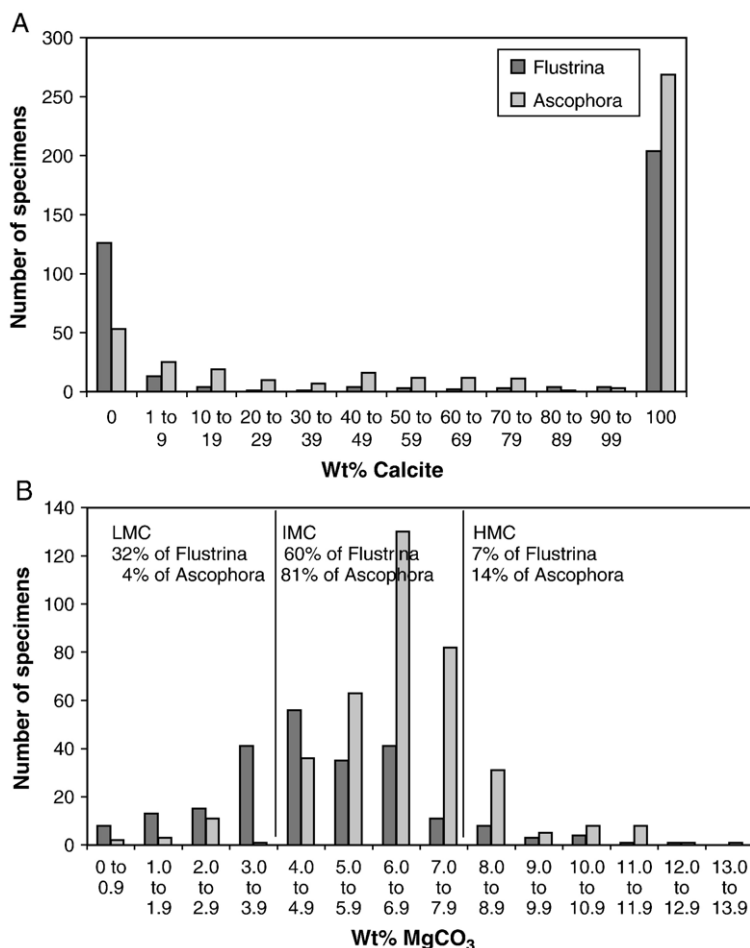 A
300
250
200
150
100
50
0
Number of specimens
Flustrina
Ascophora
0
1 to 9
10 to 19
20 to 29
30 to 39
40 to 49
50 to 59
60 to 69
70 to 79
80 to 89
90 to 99
100
Wt% Calcite
B
140
120
100
80
60
40
20
0
Number of specimens
LMC
32% of Flustrina
4% of Ascophora
IMC
60% of Flustrina
81% of Ascophora
HMC
7% of Flustrina
14% of Ascophora
0 to 0.9
1.0 to 1.9
2.0 to 2.9
3.0 to 3.9
4.0 to 4.9
5.0 to 5.9
6.0 to 6.9
7.0 to 7.9
8.0 to 8.9
9.0 to 9.9
10.0 to 10.9
11.0 to 11.9
12.0 to 12.9
13.0 to 13.9
Wt% MgCO₃